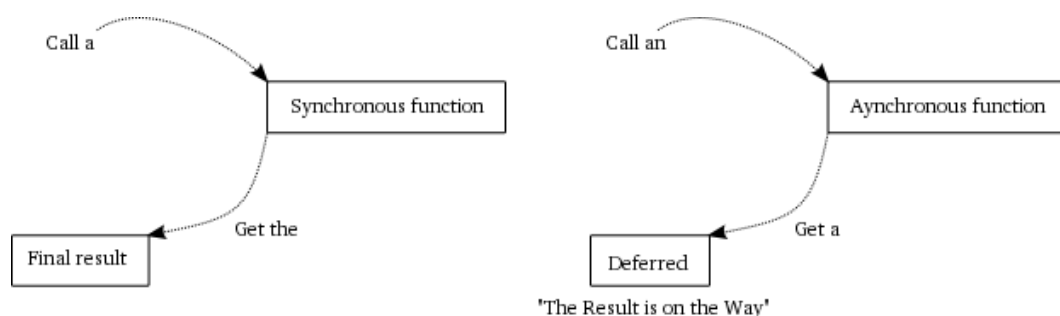 Call a
Synchronous function
Get the
Final result
Call an
Aynchronous function
Get a
Deferred
"The Result is on the Way"